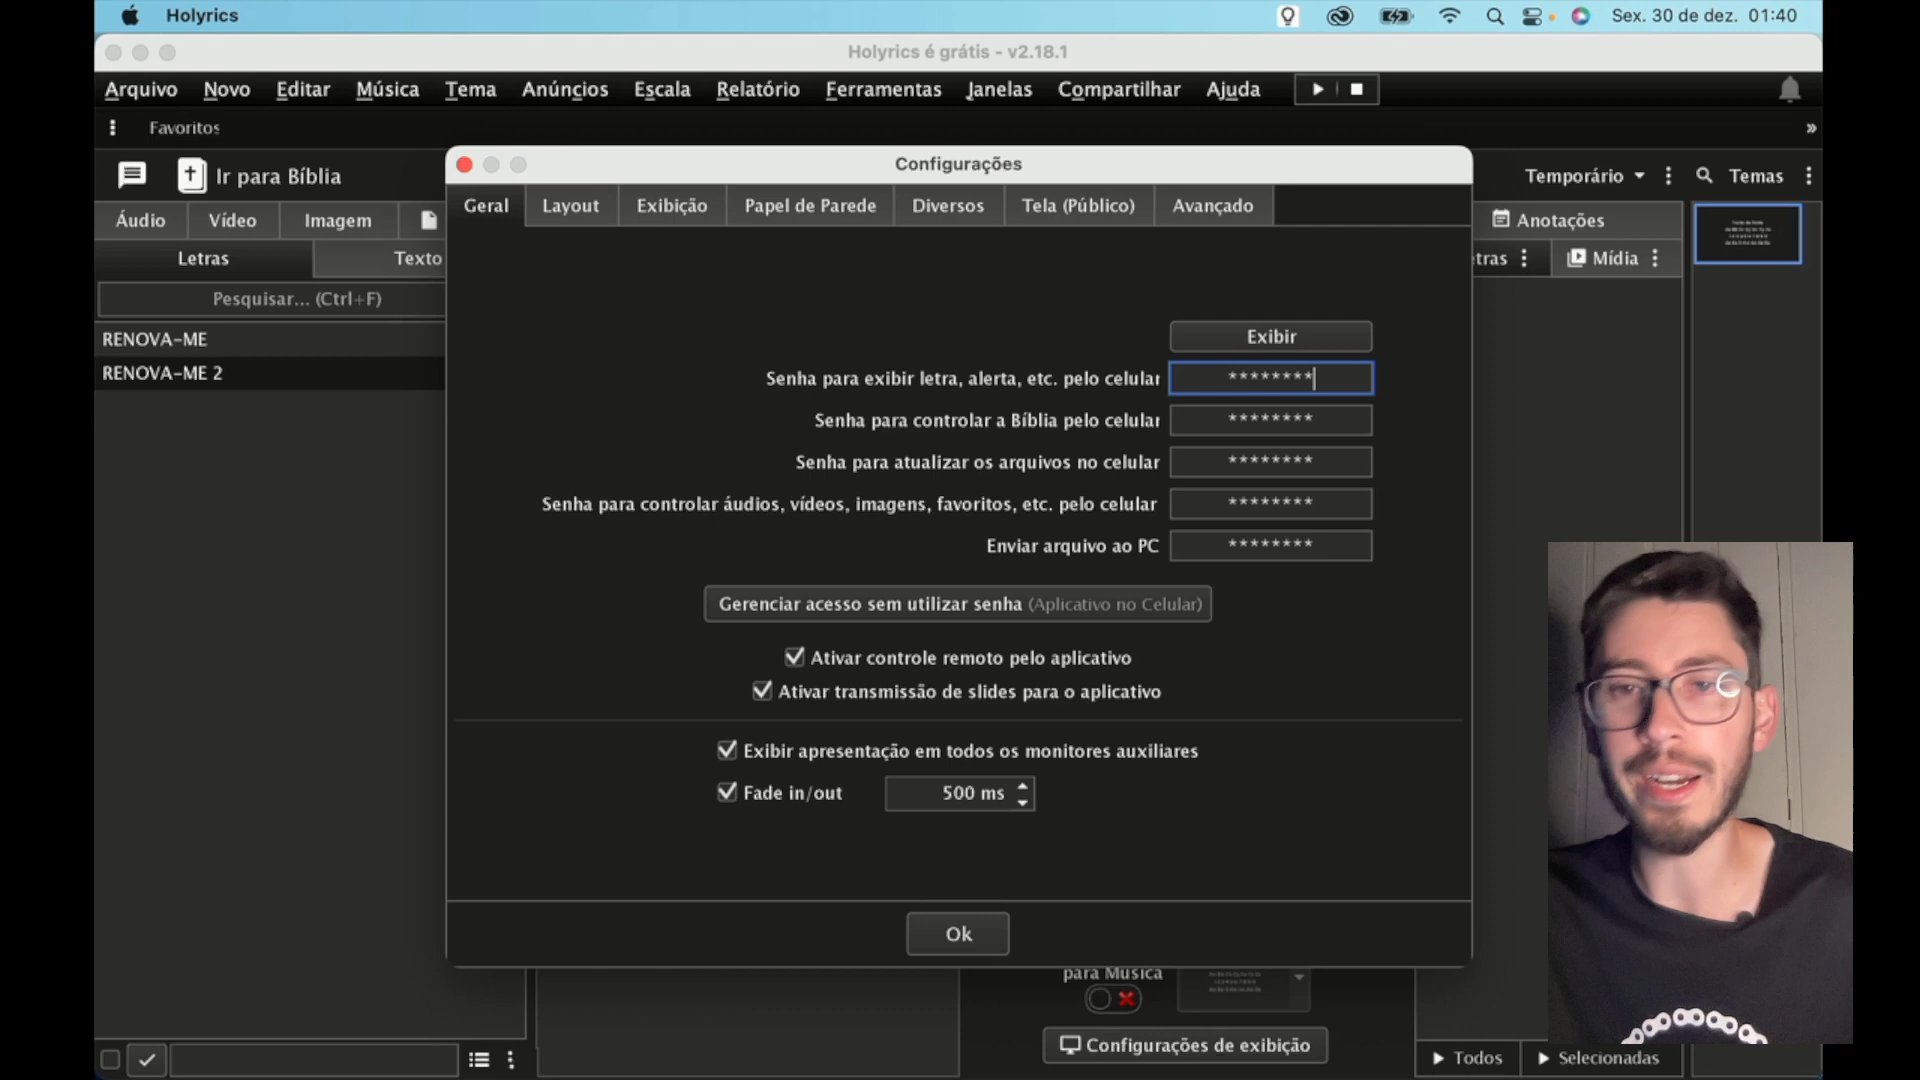 Holyrics
Sex. 30 de dez. 01:40
Holyrics é grátis - v2.18.1
Arquivo Novo Editar Música Tema Anúncios Escala Relatório Ferramentas Janelas Compartilhar Ajuda
Favoritos
»
Ir para Bíblia
Temporário
Temas
Áudio Vídeo Imagem
Letras Texto
Pesquisar... (Ctrl+F)
RENOVA-ME
RENOVA-ME 2
Configurações
Geral Layout Exibição Papel de Parede Diversos Tela (Público) Avançado
Exibir
Senha para exibir letra, alerta, etc. pelo celular ********
Senha para controlar a Bíblia pelo celular ********
Senha para atualizar os arquivos no celular ********
Senha para controlar áudios, vídeos, imagens, favoritos, etc. pelo celular ********
Enviar arquivo ao PC ********
Gerenciar acesso sem utilizar senha (Aplicativo no Celular)
Ativar controle remoto pelo aplicativo
Ativar transmissão de slides para o aplicativo
Exibir apresentação em todos os monitores auxiliares
Fade in/out 500 ms
Ok
Anotações
tras Mídia
para Música
Configurações de exibição
Todos Selecionadas